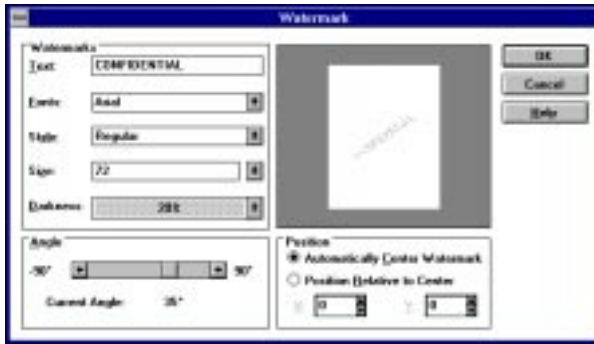 Watermark
Watermarks
Text: CONFIDENTIAL
Fonts: Arial
Style: Regular
Size: 72
Darkness: 20%
Angle
-90° 90°
Current Angle: 35°
CONFIDENTIAL
Position
Automatically Center Watermark
Position Relative to Center
X: 0 Y: 0
OK
Cancel
Help